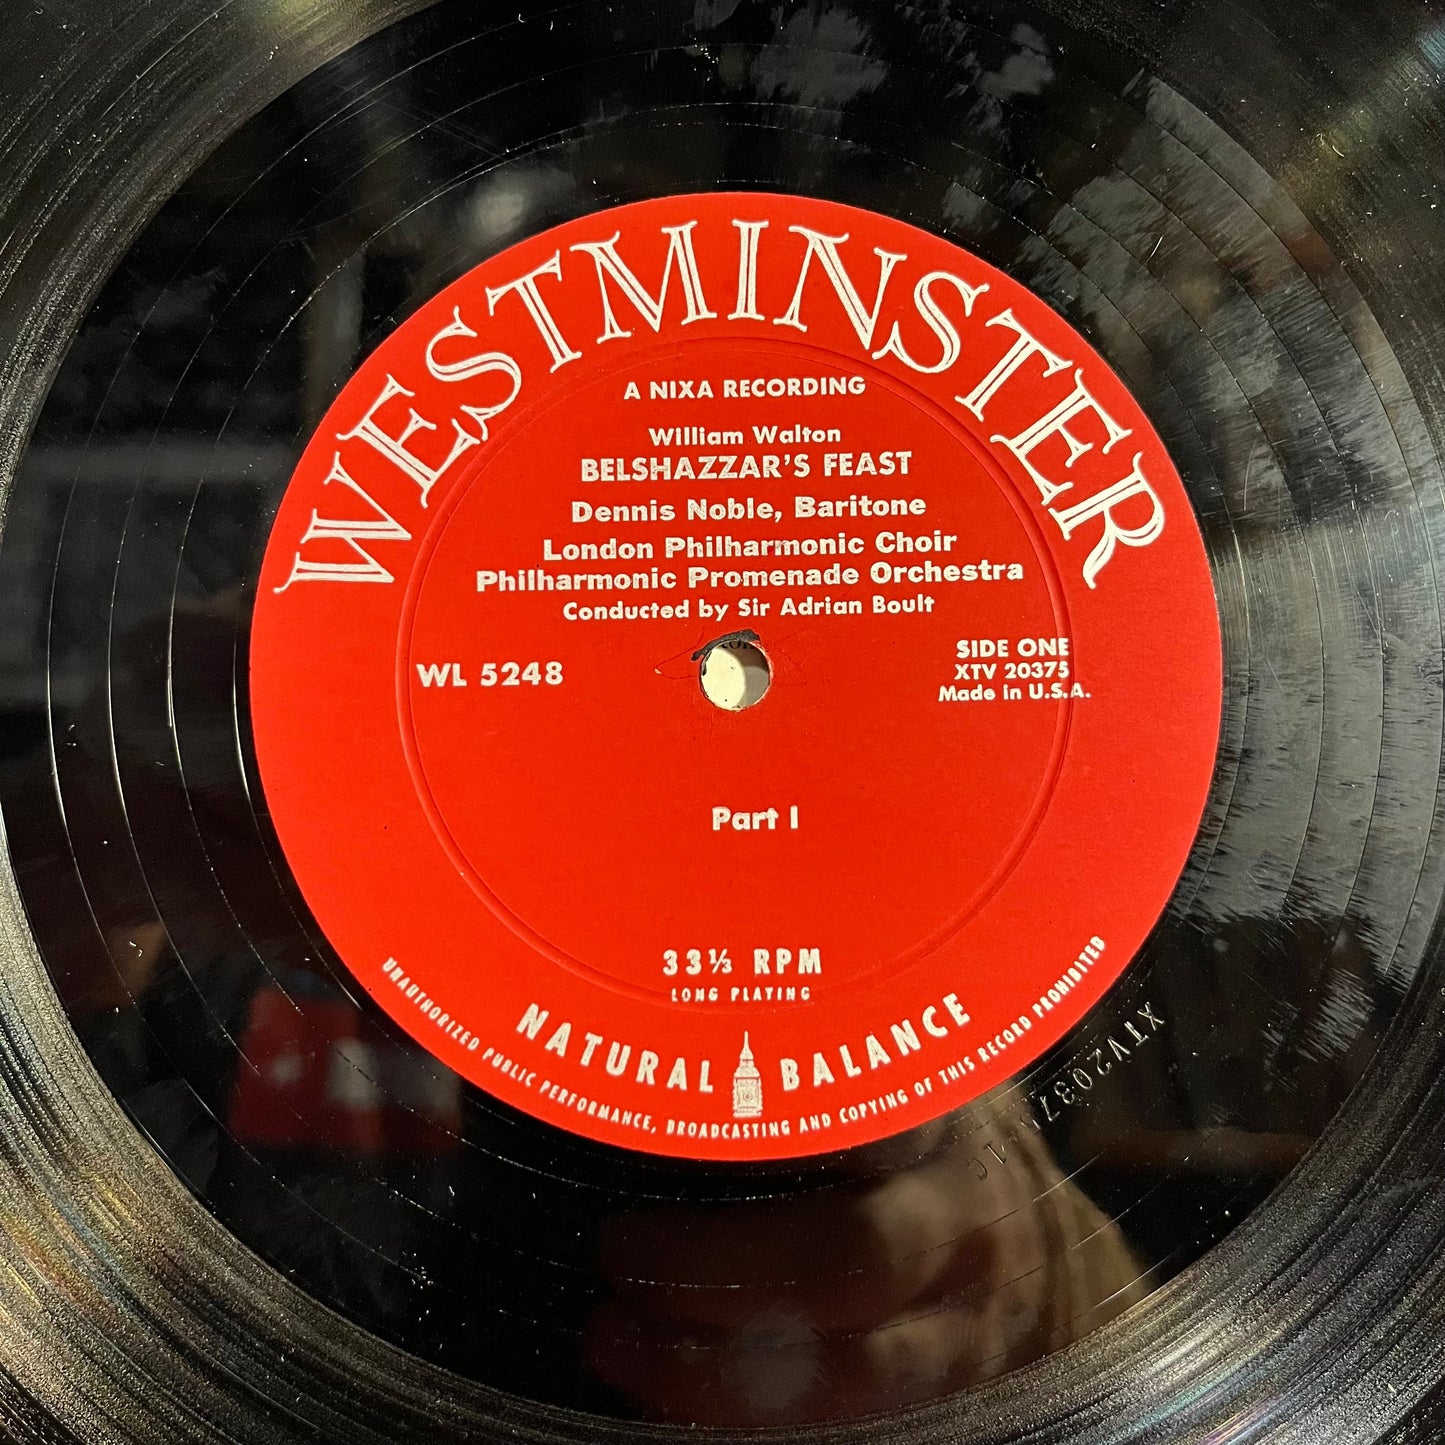 WESTMINSTER
A NIXA RECORDING
William Walton
BELSHAZZAR'S FEAST
Dennis Noble, Baritone
London Philharmonic Choir
Philharmonic Promenade Orchestra
Conducted by Sir Adrian Boult
WL 5248
SIDE ONE
XTV 20375
Made in U.S.A.
Part I
33⅓ RPM
LONG PLAYING
NATURAL BALANCE
UNAUTHORIZED PUBLIC PERFORMANCE, BROADCASTING AND COPYING OF THIS RECORD PROHIBITED